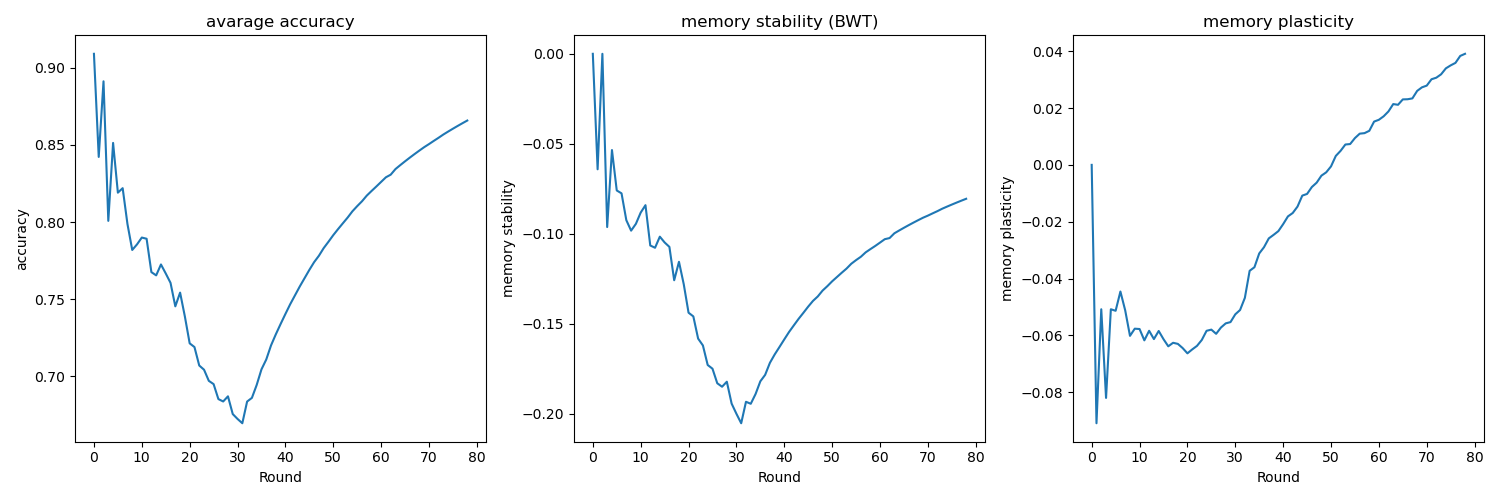 avarage accuracy
accuracy
0.90
0.85
0.80
0.75
0.70
0 10 20 30 40 50 60 70 80
Round
memory stability (BWT)
memory stability
0.00
−0.05
−0.10
−0.15
−0.20
0 10 20 30 40 50 60 70 80
Round
memory plasticity
memory plasticity
0.04
0.02
0.00
−0.02
−0.04
−0.06
−0.08
0 10 20 30 40 50 60 70 80
Round